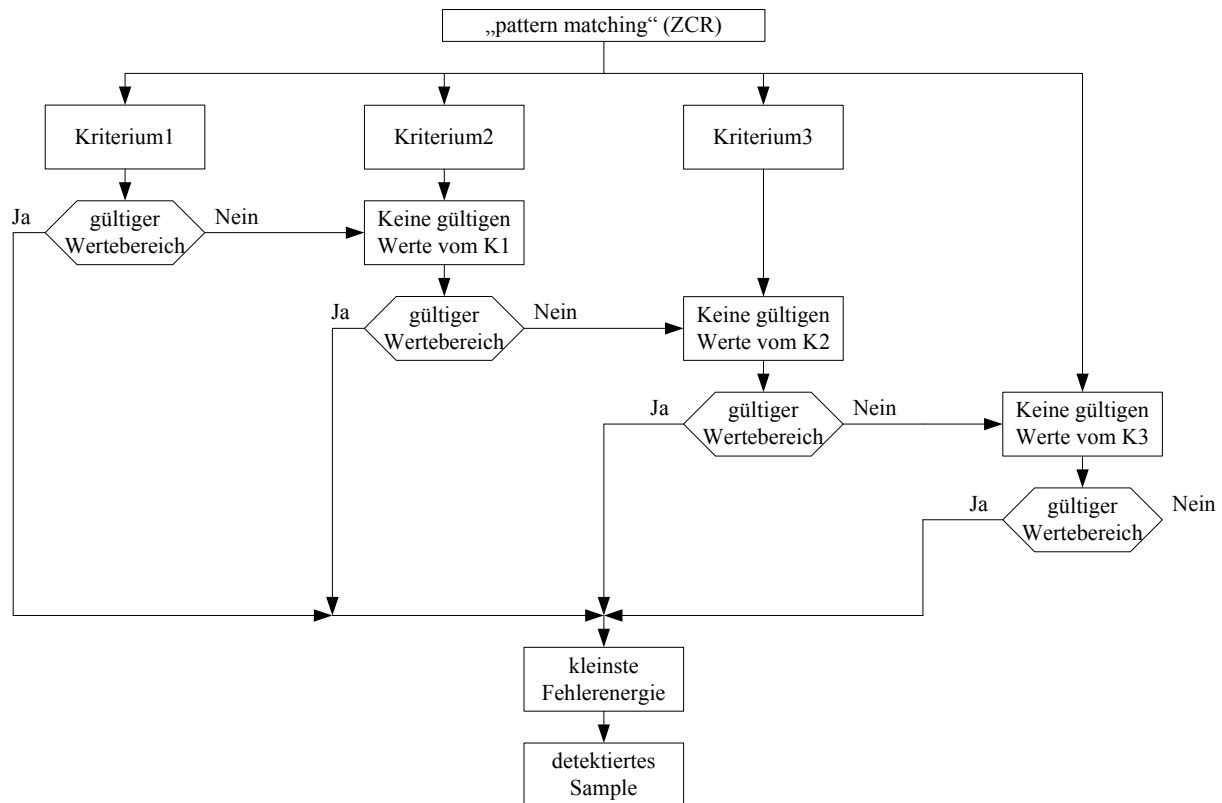 „pattern matching“ (ZCR)
Kriterium1
Kriterium2
Kriterium3
Ja
gültiger
Wertebereich
Nein
Keine gültigen
Werte vom K1
Ja
gültiger
Wertebereich
Nein
Keine gültigen
Werte vom K2
Ja
gültiger
Wertebereich
Nein
Keine gültigen
Werte vom K3
Ja
gültiger
Wertebereich
Nein
kleinste
Fehlerenergie
detektiertes
Sample